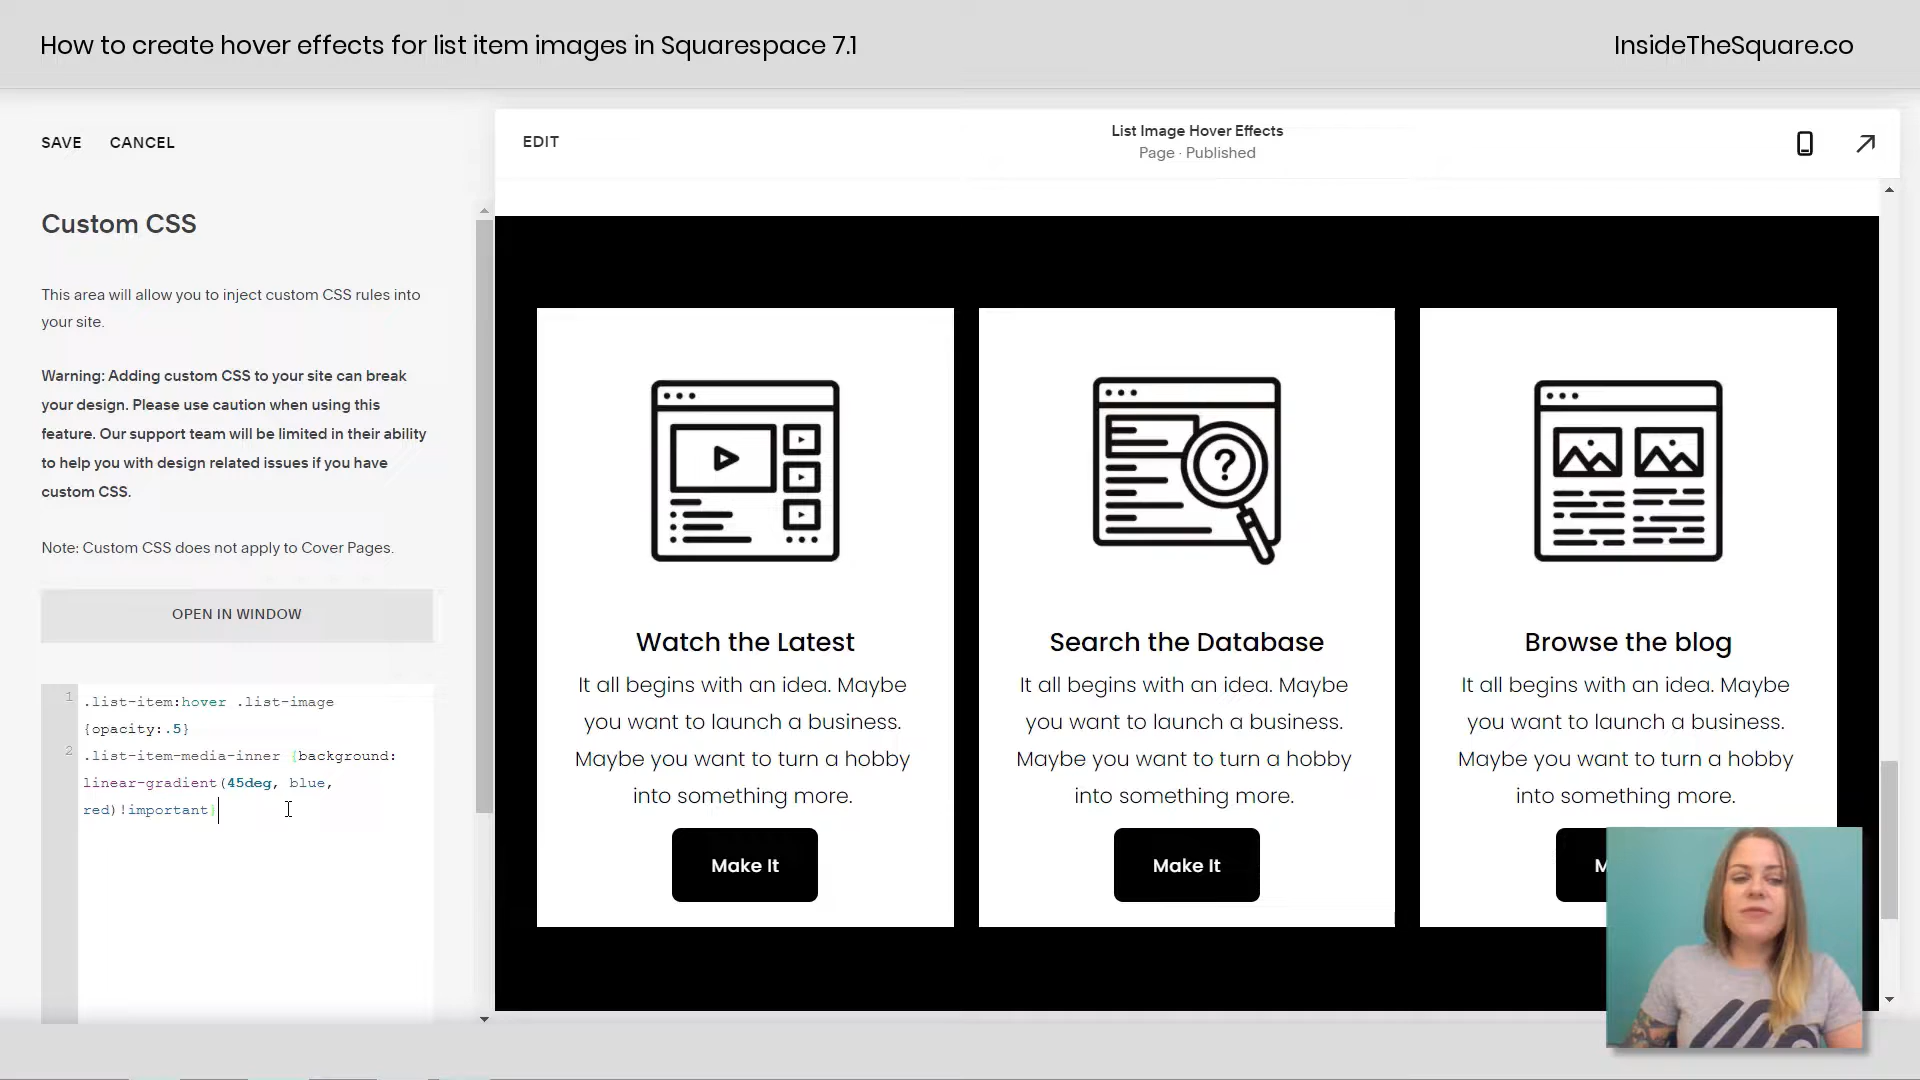 How to create hover effects for list item images in Squarespace 7.1
InsideTheSquare.co
SAVE CANCEL
EDIT
List Image Hover Effects
Page · Published
Custom CSS
This area will allow you to inject custom CSS rules into
your site.
Warning: Adding custom CSS to your site can break
your design. Please use caution when using this
feature. Our support team will be limited in their ability
to help you with design related issues if you have
custom CSS.
Note: Custom CSS does not apply to Cover Pages.
OPEN IN WINDOW
1 .list-item:hover .list-image
{opacity:.5}
2 .list-item-media-inner {background:
linear-gradient(45deg, blue,
red)!important}
?
Watch the Latest
It all begins with an idea. Maybe
you want to launch a business.
Maybe you want to turn a hobby
into something more.
Make It
Search the Database
It all begins with an idea. Maybe
you want to launch a business.
Maybe you want to turn a hobby
into something more.
Make It
Browse the blog
It all begins with an idea. Maybe
you want to launch a business.
Maybe you want to turn a hobby
into something more.